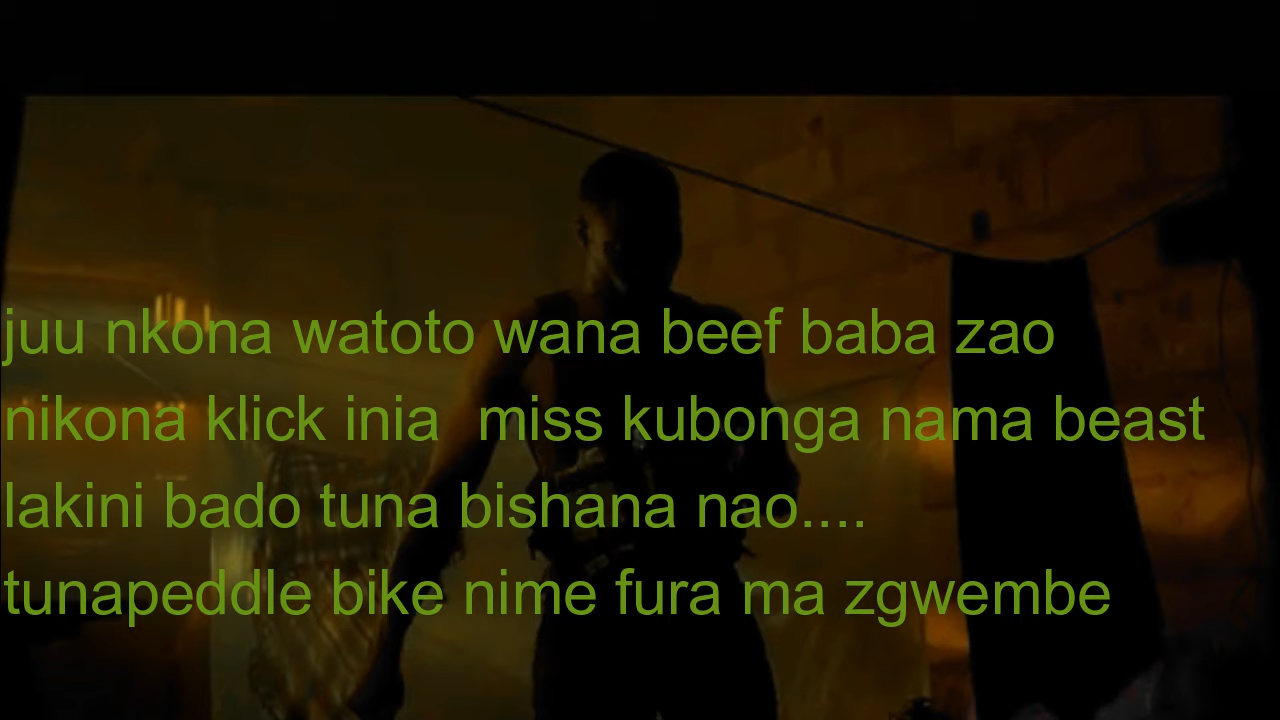 juu nkona watoto wana beef baba zao
nikona klick inia miss kubonga nama beast
lakini bado tuna bishana nao....
tunapeddle bike nime fura ma zgwembe